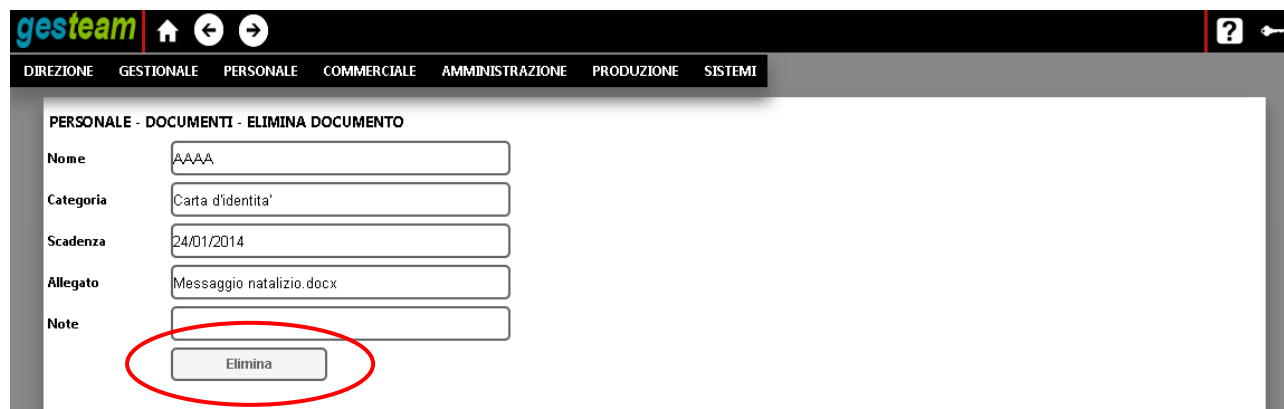 gesteam ?
DIREZIONE GESTIONALE PERSONALE COMMERCIALE AMMINISTRAZIONE PRODUZIONE SISTEMI
PERSONALE - DOCUMENTI - ELIMINA DOCUMENTO
Nome AAAA
Categoria Carta d'identita'
Scadenza 24/01/2014
Allegato Messaggio natalizio.docx
Note
Elimina